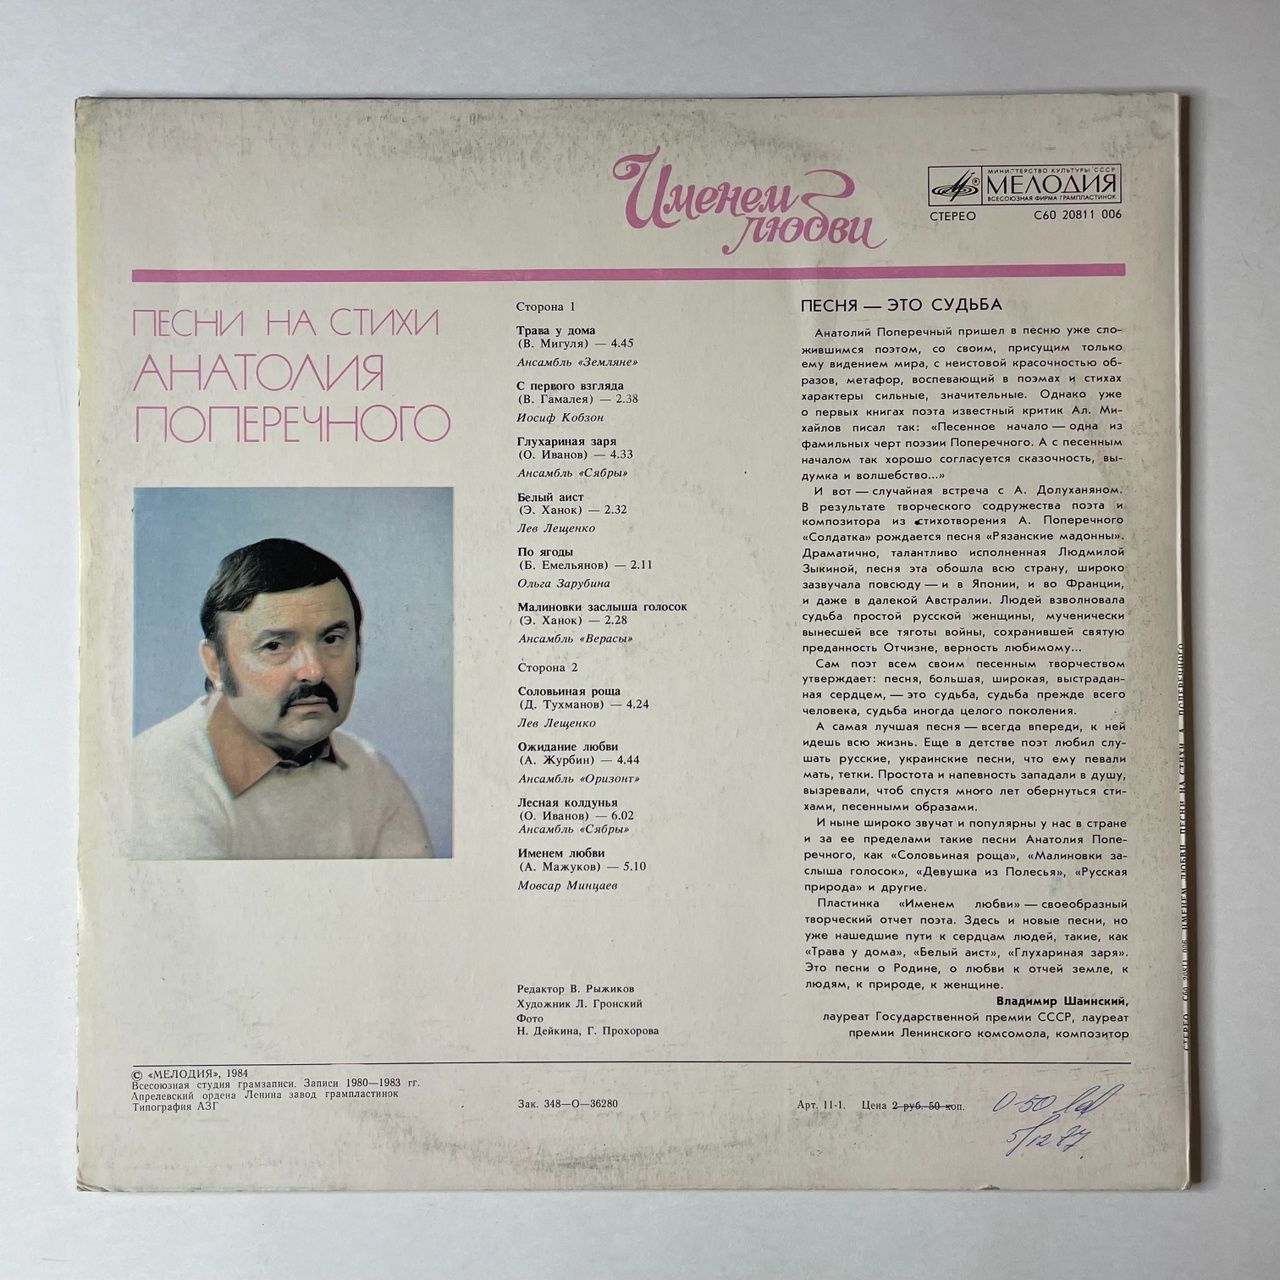 Именем
любви
МИНИСТЕРСТВО КУЛЬТУРЫ СССР
МЕЛОДИЯ
ВСЕСОЮЗНАЯ ФИРМА ГРАМПЛАСТИНОК
СТЕРЕО С60 20811 006
ПЕСНИ НА СТИХИ
АНАТОЛИЯ
ПОПЕРЕЧНОГО
Сторона 1
Трава у дома
(В. Мигуля) — 4.45
Ансамбль «Земляне»
С первого взгляда
(В. Гамалея) — 2.38
Иосиф Кобзон
Глухариная заря
(О. Иванов) — 4.33
Ансамбль «Сябры»
Белый аист
(Э. Ханок) — 2.32
Лев Лещенко
По ягоды
(Б. Емельянов) — 2.11
Ольга Зарубина
Малиновки заслыша голосок
(Э. Ханок) — 2.28
Ансамбль «Верасы»
Сторона 2
Соловьиная роща
(Д. Тухманов) — 4.24
Лев Лещенко
Ожидание любви
(А. Журбин) — 4.44
Ансамбль «Оризонт»
Лесная колдунья
(О. Иванов) — 6.02
Ансамбль «Сябры»
Именем любви
(А. Мажуков) — 5.10
Мовсар Минцаев
Редактор В. Рыжиков
Художник Л. Гронский
Фото
Н. Дейкина, Г. Прохорова
ПЕСНЯ — ЭТО СУДЬБА
Анатолий Поперечный пришел в песню уже сло-
жившимся поэтом, со своим, присущим только
ему видением мира, с неистовой красочностью об-
разов, метафор, воспевающий в поэмах и стихах
характеры сильные, значительные. Однако уже
о первых книгах поэта известный критик Ал. Ми-
хайлов писал так: «Песенное начало — одна из
фамильных черт поэзии Поперечного. А с песенным
началом так хорошо согласуется сказочность, вы-
думка и волшебство...»
И вот — случайная встреча с А. Долуханяном.
В результате творческого содружества поэта и
композитора из стихотворения А. Поперечного
«Солдатка» рождается песня «Рязанские мадонны».
Драматично, талантливо исполненная Людмилой
Зыкиной, песня эта обошла всю страну, широко
зазвучала повсюду — и в Японии, и во Франции,
и даже в далекой Австралии. Людей взволновала
судьба простой русской женщины, мученически
вынесшей все тяготы войны, сохранившей святую
преданность Отчизне, верность любимому...
Сам поэт всем своим песенным творчеством
утверждает: песня, большая, широкая, выстрадан-
ная сердцем, — это судьба, судьба прежде всего
человека, судьба иногда целого поколения.
А самая лучшая песня — всегда впереди, к ней
идешь всю жизнь. Еще в детстве поэт любил слу-
шать русские, украинские песни, что ему певали
мать, тетки. Простота и напевность западали в душу,
вызревали, чтоб спустя много лет обернуться сти-
хами, песенными образами.
И ныне широко звучат и популярны у нас в стране
и за ее пределами такие песни Анатолия Попе-
речного, как «Соловьиная роща», «Малиновки за-
слыша голосок», «Девушка из Полесья», «Русская
природа» и другие.
Пластинка «Именем любви» — своеобразный
творческий отчет поэта. Здесь и новые песни, но
уже нашедшие пути к сердцам людей, такие, как
«Трава у дома», «Белый аист», «Глухариная заря».
Это песни о Родине, о любви к отчей земле, к
людям, к природе, к женщине.
Владимир Шаинский,
лауреат Государственной премии СССР, лауреат
премии Ленинского комсомола, композитор
© «МЕЛОДИЯ», 1984
Всесоюзная студия грамзаписи. Записи 1980—1983 гг.
Апрелевский ордена Ленина завод грампластинок
Типография АЗГ
Зак. 348—О—36280
Арт. 11-1. Цена 2 руб. 50 коп.
0-50
СТЕРЕО С60 20811 006 ИМЕНЕМ ЛЮБВИ ПЕСНИ НА СТИХИ А. ПОПЕРЕЧНОГО